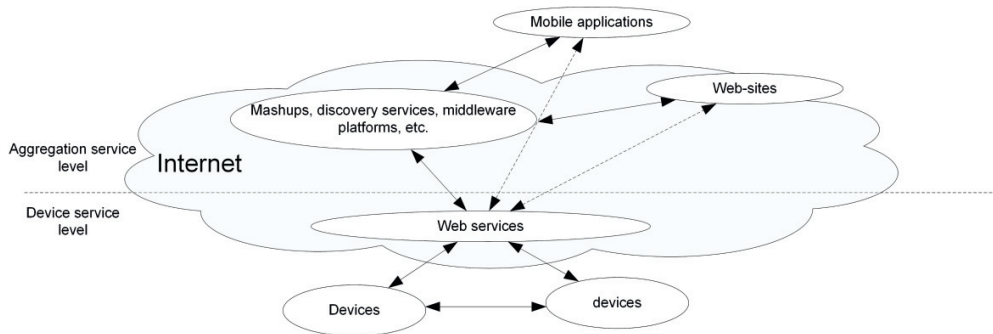 Mobile applications
Web-sites
Mashups, discovery services, middleware
platforms, etc.
Aggregation service
level
Internet
Device service
level
Web services
Devices
devices